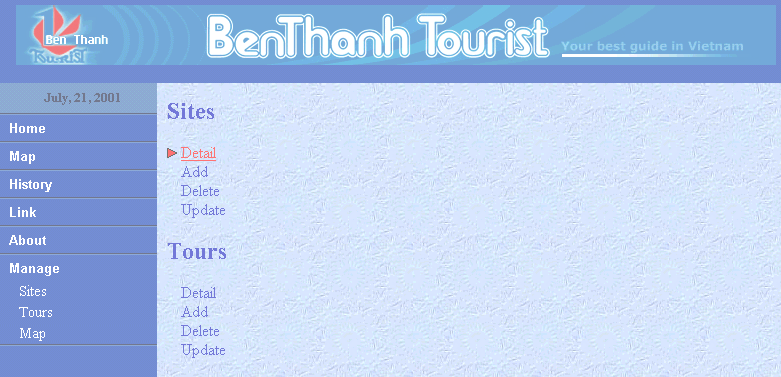 Ben Thanh
Tourist
BenThanh Tourist
Your best guide in Vietnam
July, 21, 2001
Home
Map
History
Link
About
Manage
Sites
Tours
Map
Sites
Detail
Add
Delete
Update
Tours
Detail
Add
Delete
Update